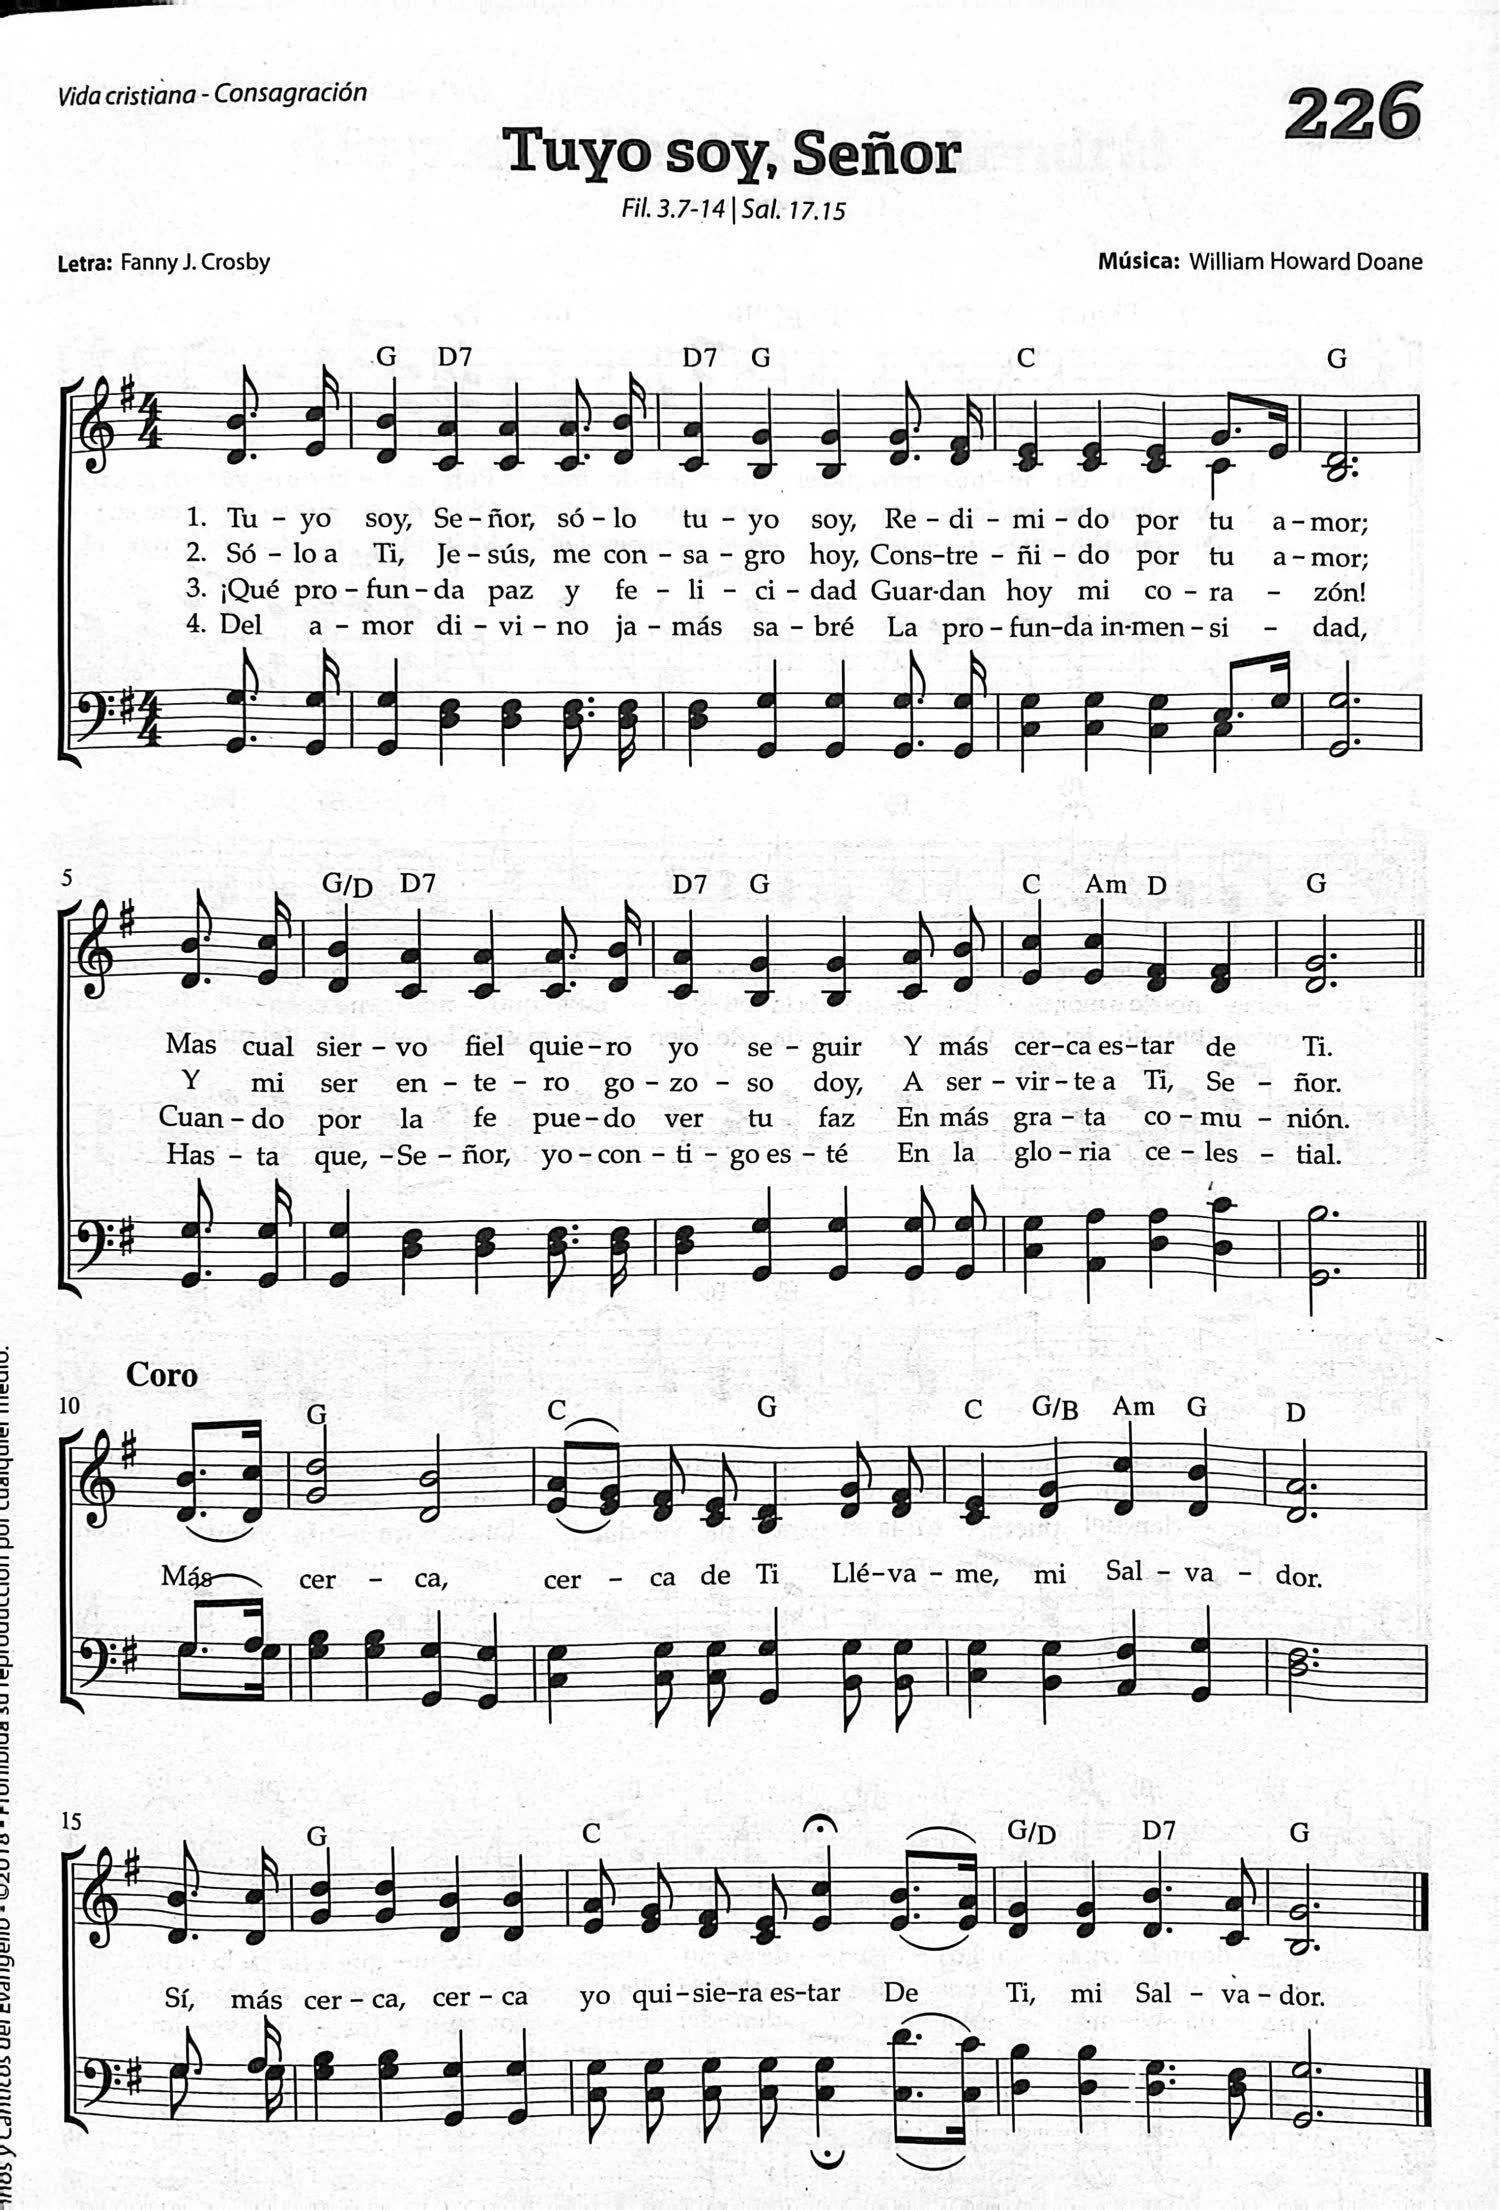 Vida cristiana - Consagración
226
Tuyo soy, Señor
Fil. 3.7-14 | Sal. 17.15
Letra: Fanny J. Crosby
Música: William Howard Doane
G D7 D7 G C G
1. Tu – yo soy, Se – ñor, só – lo tu – yo soy, Re – di – mi – do por tu a – mor;
2. Só – lo a Ti, Je – sús, me con – sa – gro hoy, Cons – tre – ñi – do por tu a – mor;
3. ¡Qué pro – fun – da paz y fe – li – ci – dad Guar-dan hoy mi co – ra – zón!
4. Del a – mor di – vi – no ja – más sa – bré La pro – fun – da in-men – si – dad,
5
G/D D7 D7 G C Am D G
Mas cual sier – vo fiel quie – ro yo se – guir Y más cer – ca es – tar de Ti.
Y mi ser en – te – ro go – zo – so doy, A ser – vir – te a Ti, Se – ñor.
Cuan – do por la fe pue – do ver tu faz En más gra – ta co – mu – nión.
Has – ta que, – Se – ñor, yo – con – ti – go es – té En la glo – ria ce – les – tial.
Coro
10
G C G C G/B Am G D
Más cer – ca, cer – ca de Ti Llé – va – me, mi Sal – va – dor.
15
G C G/D D7 G
Sí, más cer – ca, cer – ca yo qui – sie – ra es – tar De Ti, mi Sal – va – dor.
y Cánticos del Evangelio • ©2018 • Prohibida su reproducción por cualquier medio.